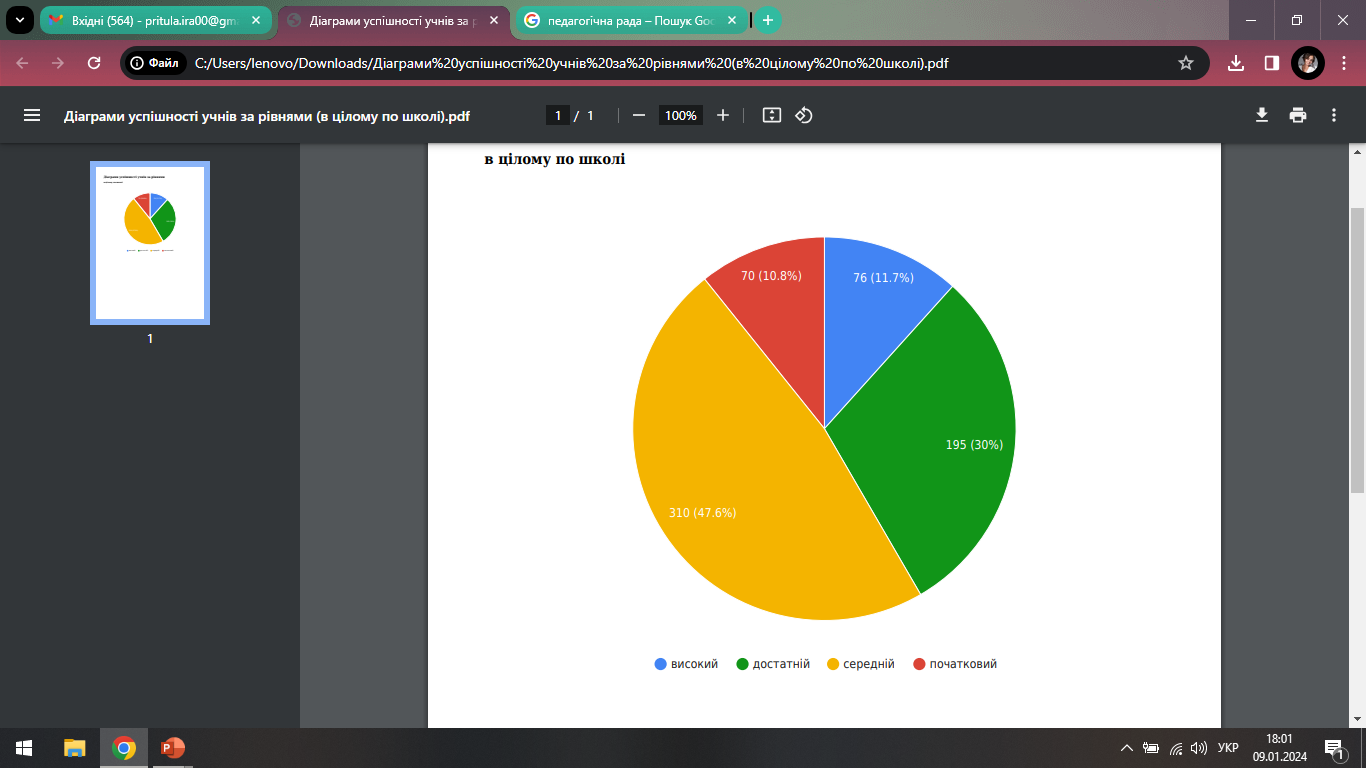 Вхідні (564) - pritula.ira00@gm
Діаграми успішності учнів за р
педагогічна рада – Пошук Goo
Файл
C:/Users/lenovo/Downloads/Діаграми%20успішності%20учнів%20за%20рівнями%20(в%20цілому%20по%20школі).pdf
Діаграми успішності учнів за рівнями (в цілому по школі).pdf
1 / 1
100%
1
в цілому по школі
70 (10.8%)
76 (11.7%)
195 (30%)
310 (47.6%)
високий
достатній
середній
початковий
УКР
18:01
09.01.2024
1